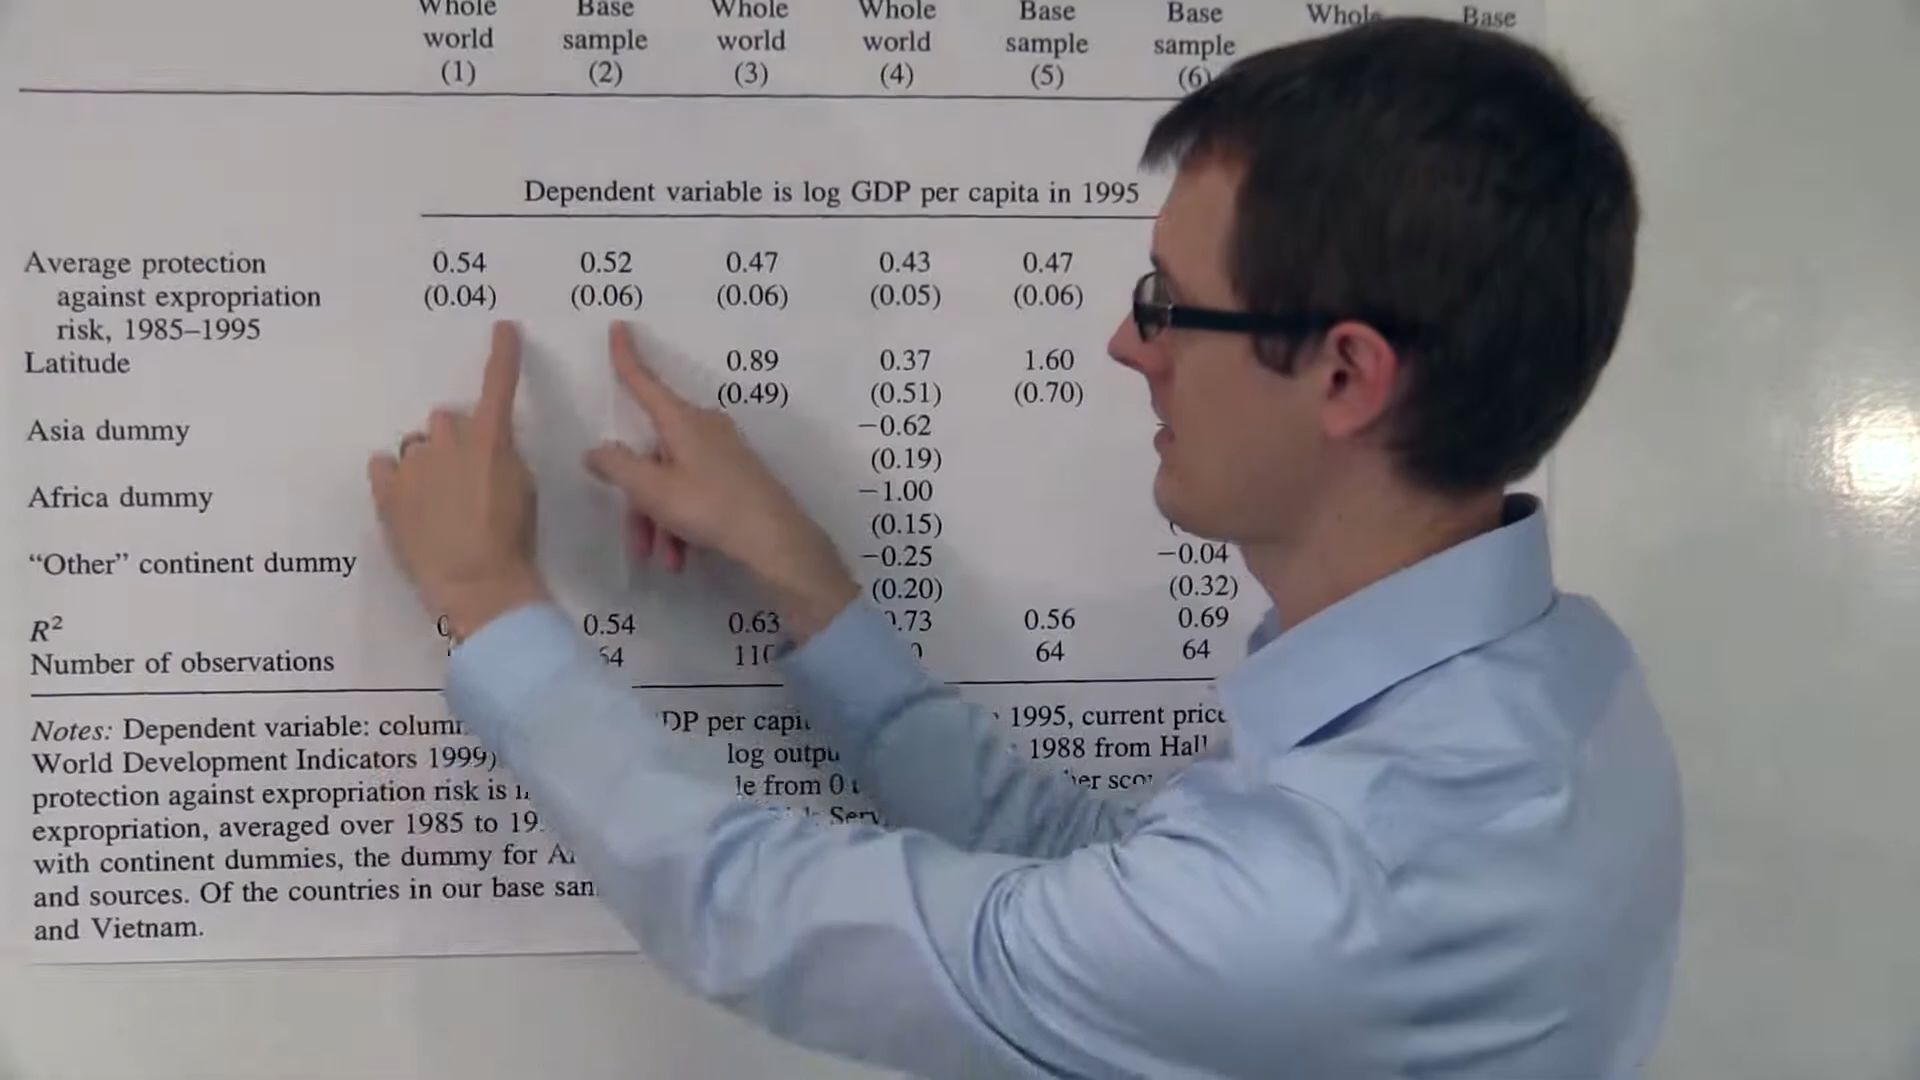 Whole Base Whole Whole Base Base Whole Base
world sample world world sample sample
(1) (2) (3) (4) (5) (6)
Dependent variable is log GDP per capita in 1995
Average protection 0.54 0.52 0.47 0.43 0.47
against expropriation (0.04) (0.06) (0.06) (0.05) (0.06)
risk, 1985–1995
Latitude 0.89 0.37 1.60
(0.49) (0.51) (0.70)
Asia dummy −0.62
(0.19)
Africa dummy −1.00
(0.15)
“Other” continent dummy −0.25 −0.04
(0.20) (0.32)
R² 0.54 0.63 .73 0.56 0.69
Number of observations 64 64
Notes: Dependent variable: DP per 1995, current
World Development Indicators 1999) log 1988 from
protection against expropriation risk is le from 0
expropriation, averaged over 1985 to
with continent dummies, the dummy for
and sources. Of the countries in our base
and Vietnam.